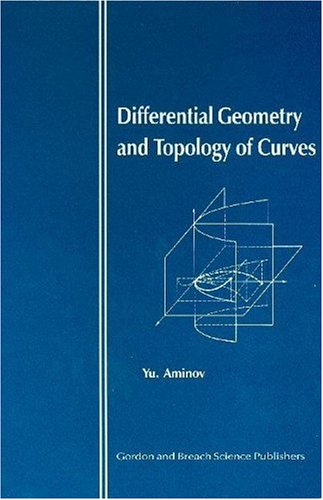 Differential Geometry
and Topology of Curves
Yu. Aminov
Gordon and Breach Science Publishers